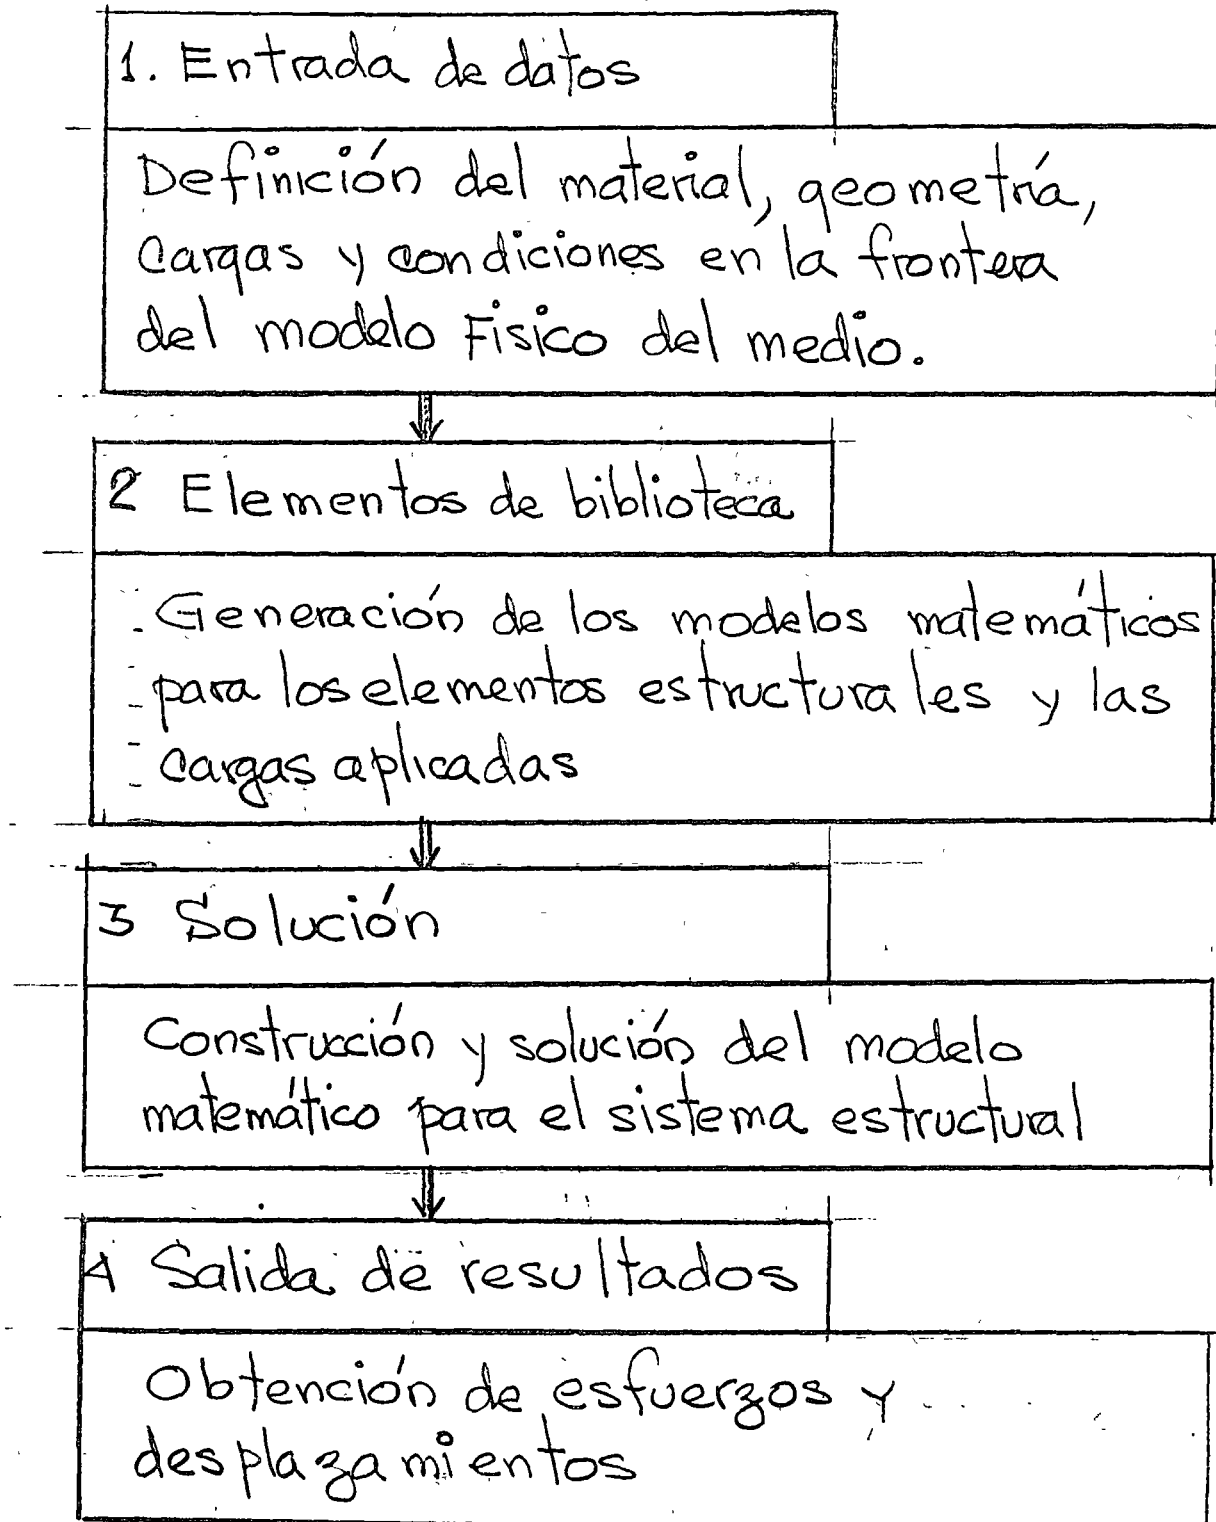 1. Entrada de datos
Definición del material, geometría,
Cargas y condiciones en la frontera
del modelo Fisico del medio.
2 Elementos de biblioteca
Generación de los modelos matemáticos
para los elementos estructurales y las
cargas aplicadas
3 Solución
Construcción y solución del modelo
matemático para el sistema estructural
4 Salida de resultados
Obtención de esfuerzos y
desplazamientos